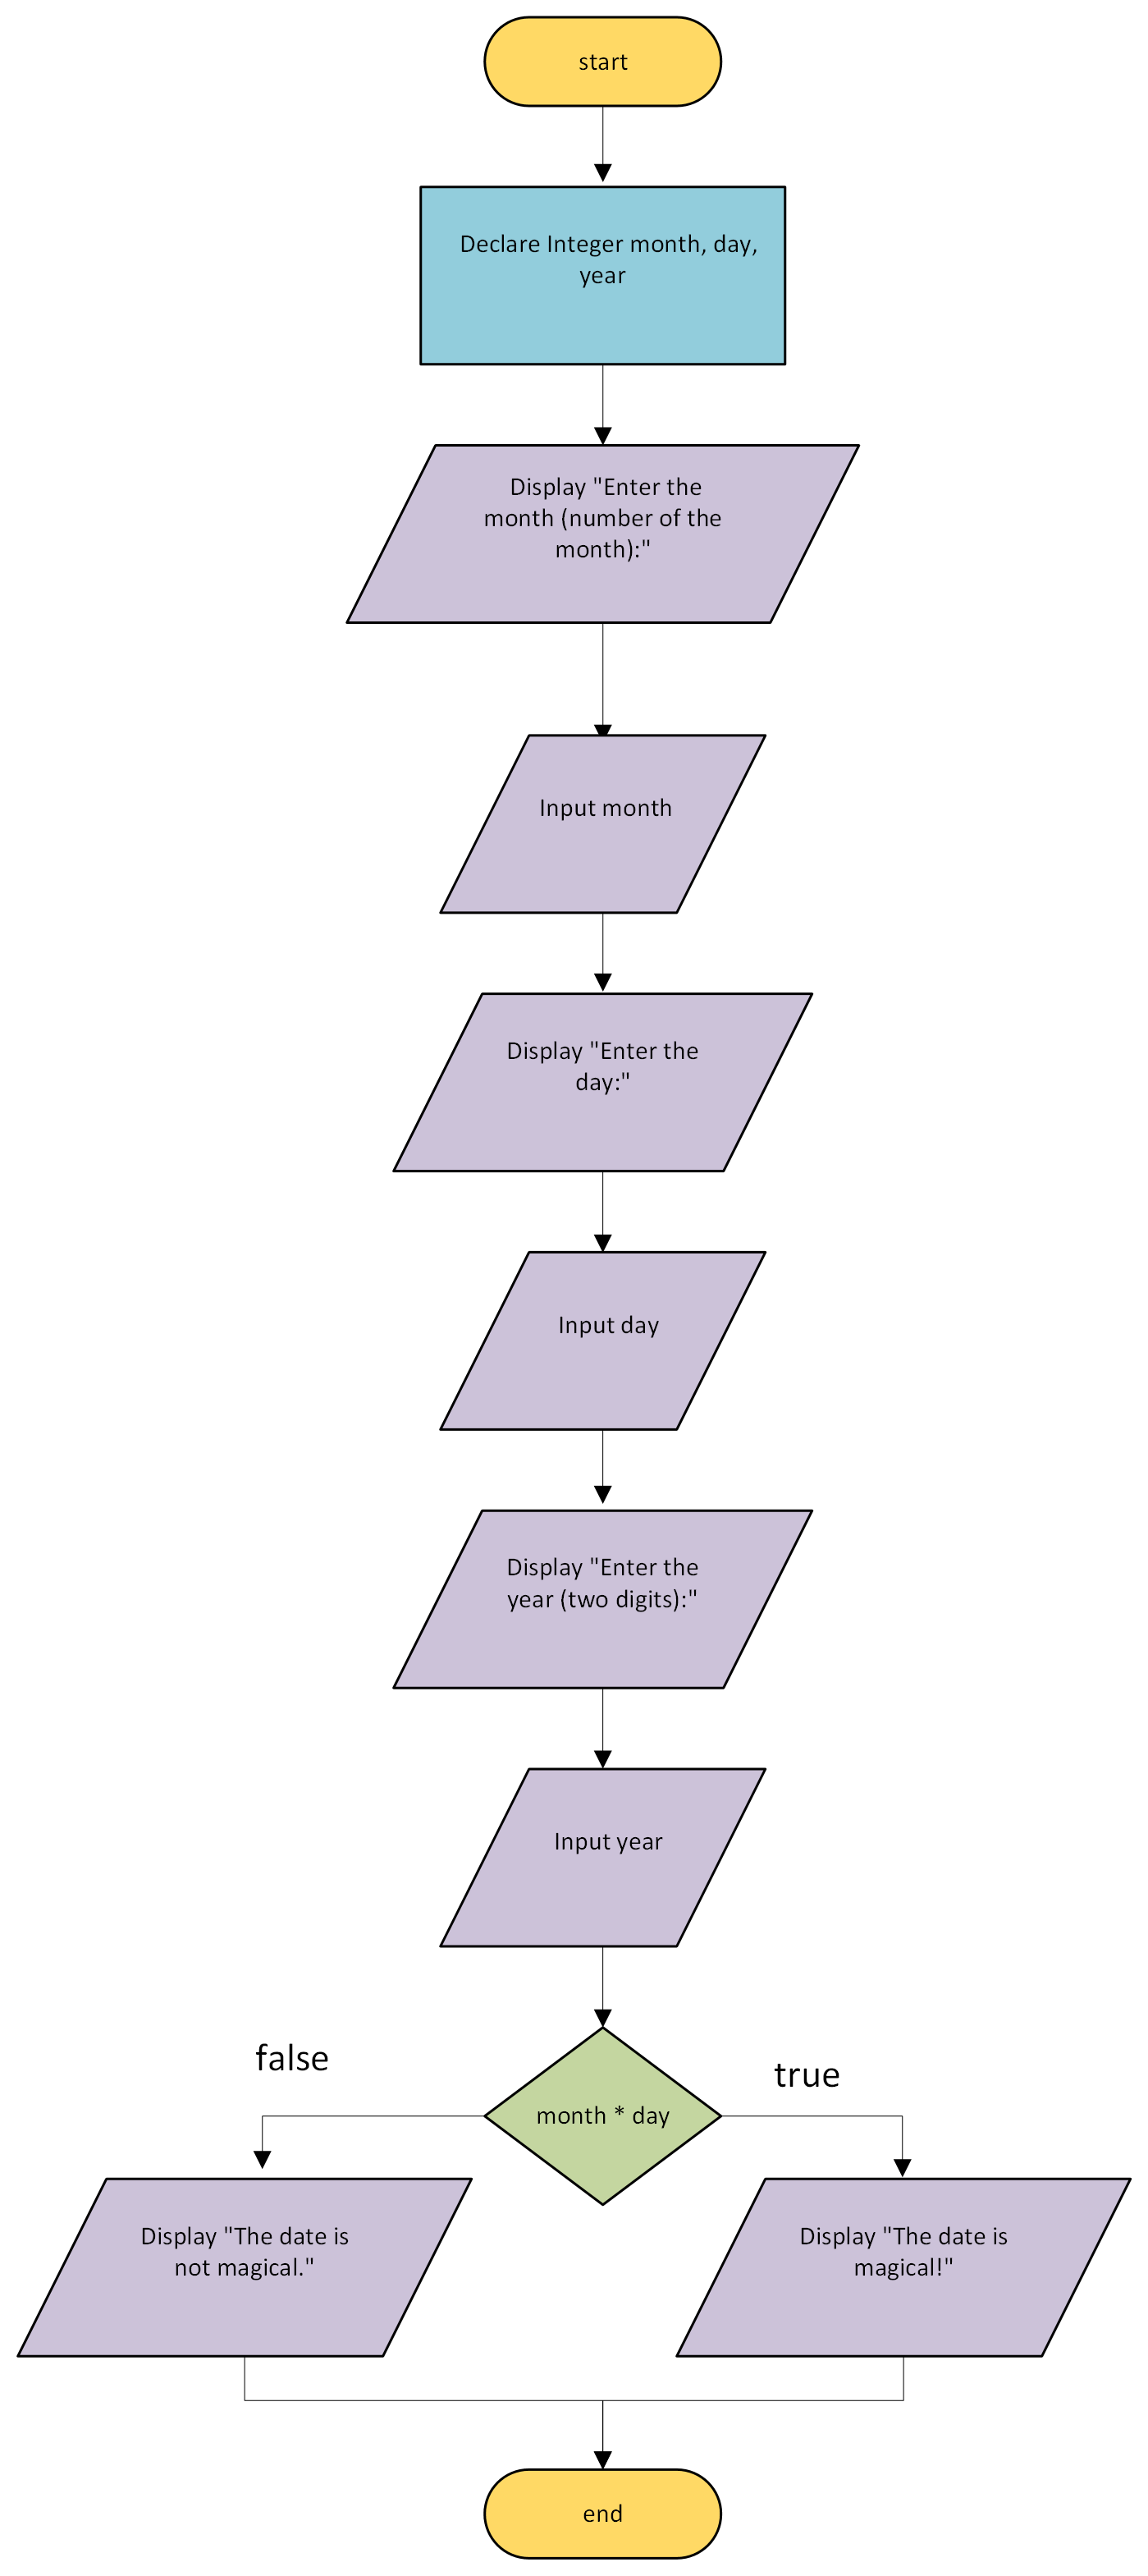 start
Declare Integer month, day,
year
Display "Enter the
month (number of the
month):"
Input month
Display "Enter the
day:"
Input day
Display "Enter the
year (two digits):"
Input year
false
true
month * day
Display "The date is
not magical."
Display "The date is
magical!"
end